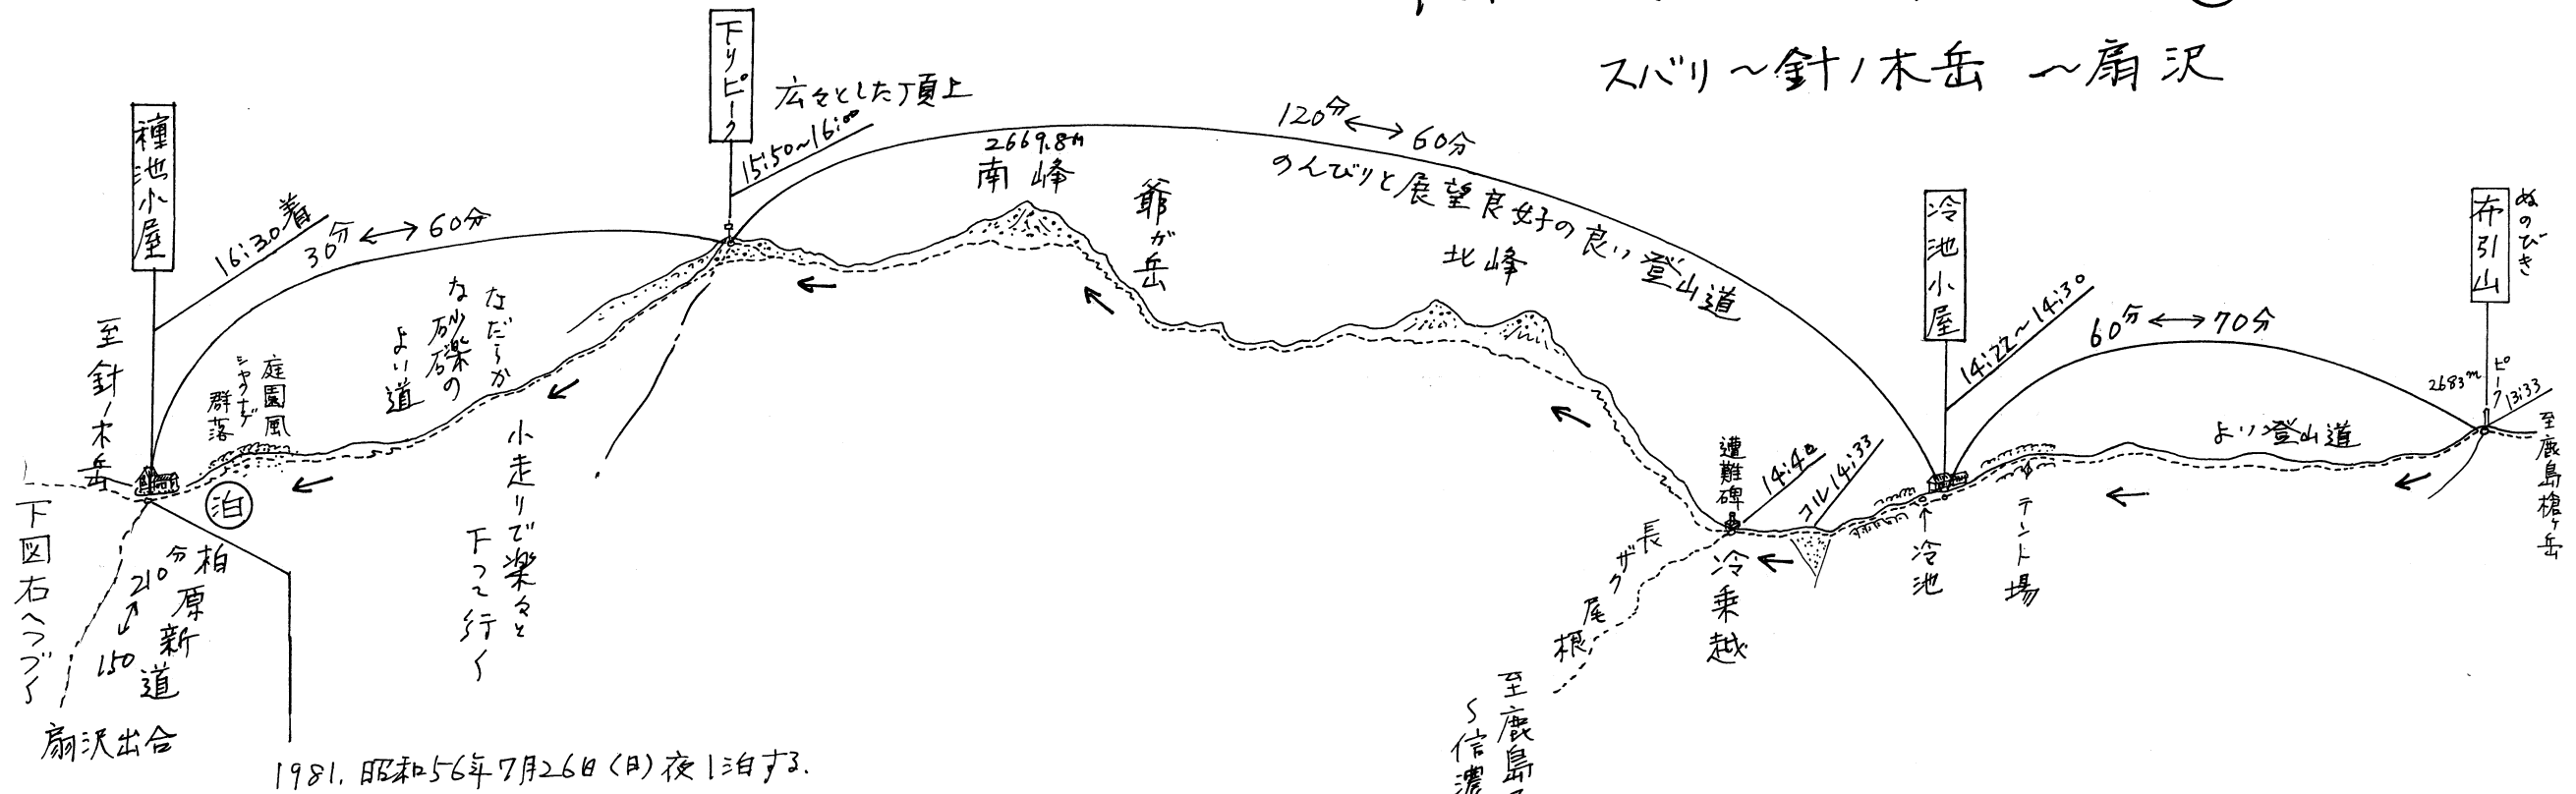 スバリ～針ノ木岳 ～扇沢
種池小屋
16:30着
30分←→60分
至針ノ木岳
下図右へつづく
庭園風
シャクナゲ
群落
なだらか
な砂礫の
よい道
小走りで楽々と
下って行く
泊
柏原新道
210分←→150
扇沢出合
1981. 昭和56年7月26日(日)夜1泊する.
下りピーク
広々とした頂上
15:50~16:00
2669.8m
南峰
爺が岳
120分←→60分
のんびりと展望良好の良い登山道
北峰
遭難碑
14:40
コル14:33
冷乗越
長ザク尾根
至鹿島
～信濃
冷池小屋
14:22~14:30
↑冷池
テント場
60分←→70分
よい登山道
布引山
ぬのびき
2683m
ピーク
13:33
至鹿島槍ヶ岳